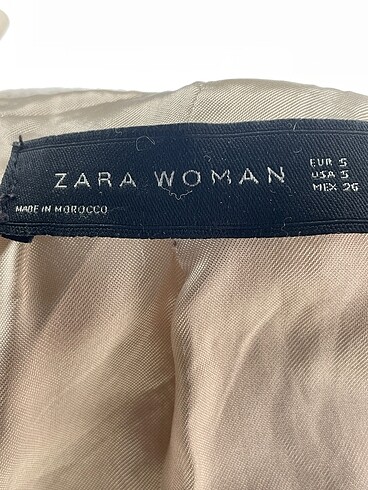 ZARA WOMAN
EUR S
USA S
MEX 26
MADE IN MOROCCO